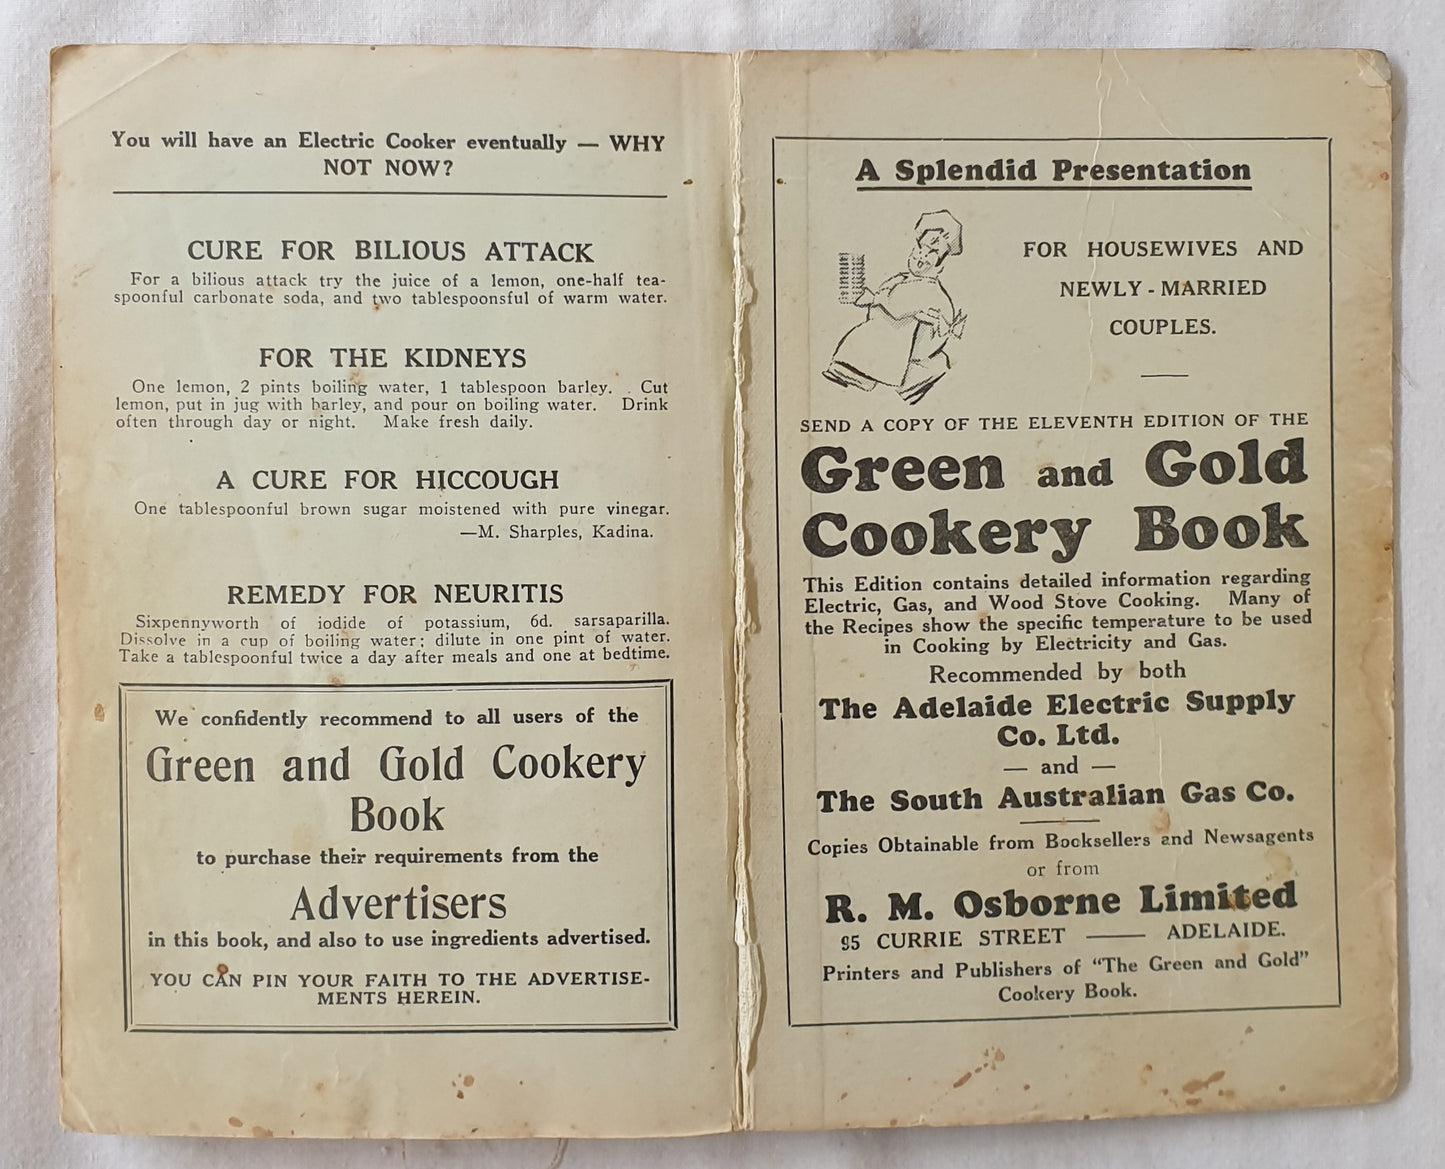 You will have an Electric Cooker eventually — WHY
NOT NOW?
CURE FOR BILIOUS ATTACK
For a bilious attack try the juice of a lemon, one-half tea-
spoonful carbonate soda, and two tablespoonsful of warm water.
FOR THE KIDNEYS
One lemon, 2 pints boiling water, 1 tablespoon barley. Cut
lemon, put in jug with barley, and pour on boiling water. Drink
often through day or night. Make fresh daily.
A CURE FOR HICCOUGH
One tablespoonful brown sugar moistened with pure vinegar.
—M. Sharples, Kadina.
REMEDY FOR NEURITIS
Sixpennyworth of iodide of potassium, 6d. sarsaparilla.
Dissolve in a cup of boiling water; dilute in one pint of water.
Take a tablespoonful twice a day after meals and one at bedtime.
We confidently recommend to all users of the
Green and Gold Cookery
Book
to purchase their requirements from the
Advertisers
in this book, and also to use ingredients advertised.
YOU CAN PIN YOUR FAITH TO THE ADVERTISE-
MENTS HEREIN.
A Splendid Presentation
FOR HOUSEWIVES AND
NEWLY-MARRIED
COUPLES.
SEND A COPY OF THE ELEVENTH EDITION OF THE
Green and Gold
Cookery Book
This Edition contains detailed information regarding
Electric, Gas, and Wood Stove Cooking. Many of
the Recipes show the specific temperature to be used
in Cooking by Electricity and Gas.
Recommended by both
The Adelaide Electric Supply
Co. Ltd.
— and —
The South Australian Gas Co.
Copies Obtainable from Booksellers and Newsagents
or from
R. M. Osborne Limited
95 CURRIE STREET —— ADELAIDE.
Printers and Publishers of "The Green and Gold"
Cookery Book.